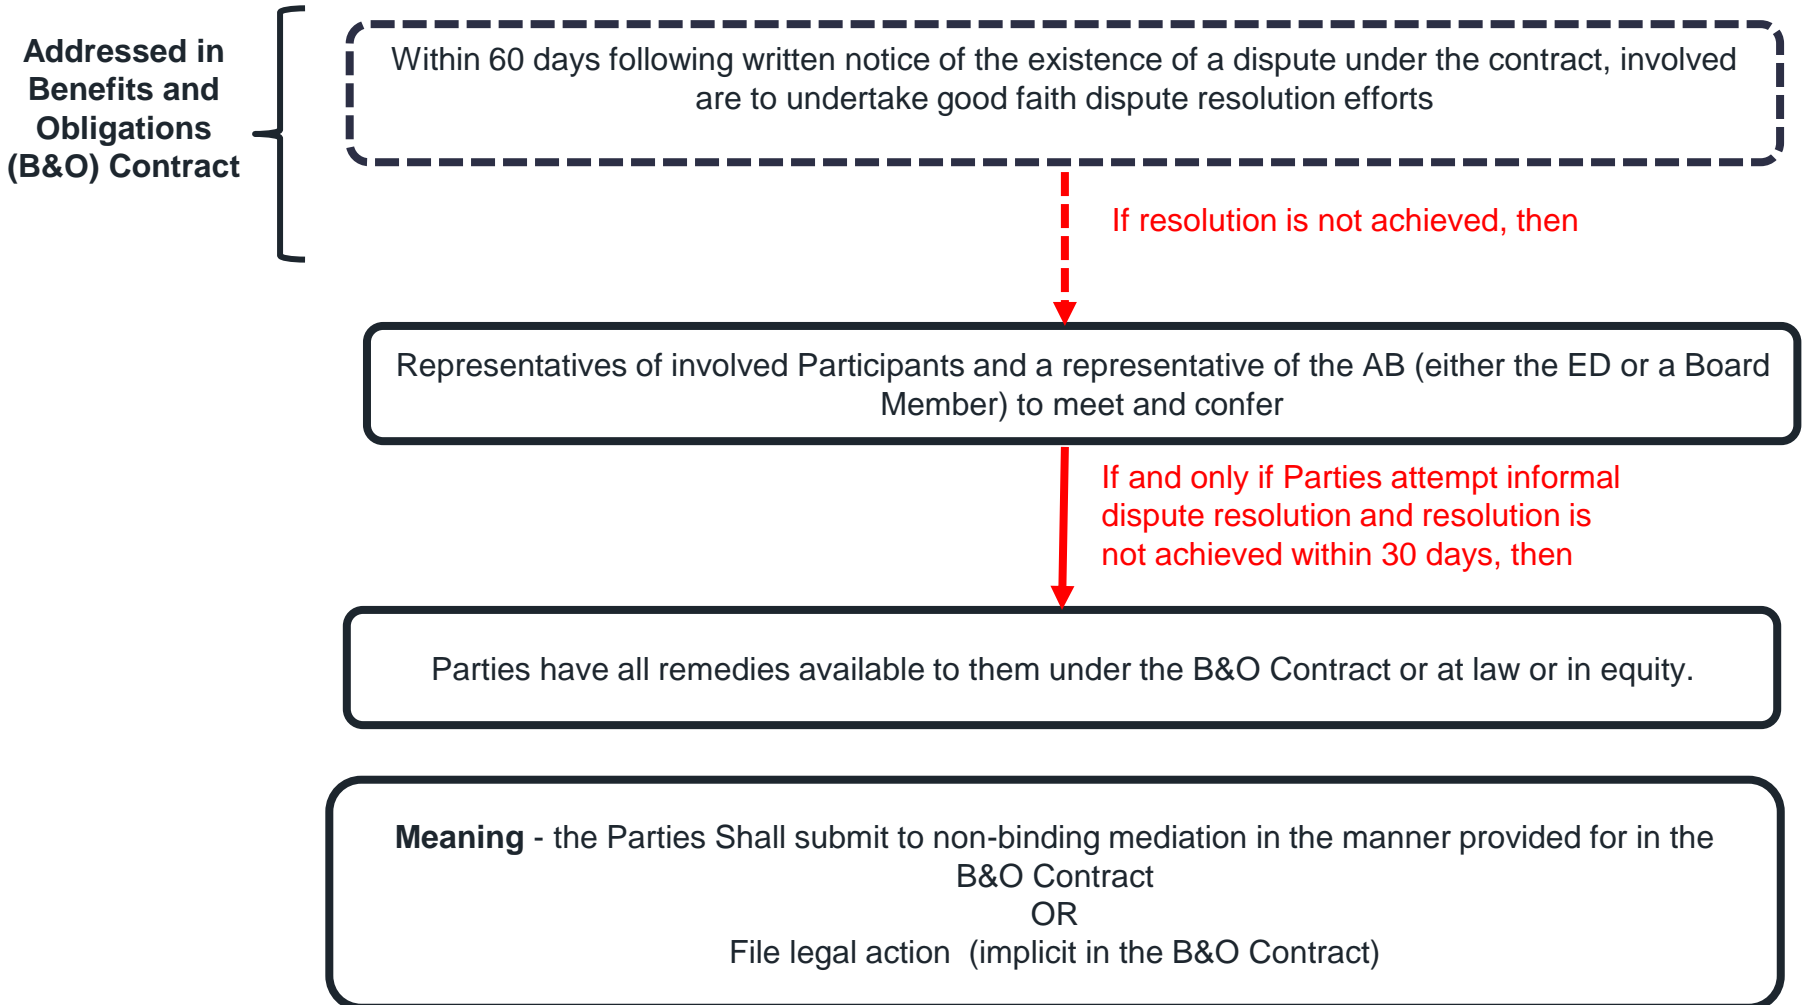 Addressed in
Benefits and
Obligations
(B&O) Contract
Within 60 days following written notice of the existence of a dispute under the contract, involved
are to undertake good faith dispute resolution efforts
If resolution is not achieved, then
Representatives of involved Participants and a representative of the AB (either the ED or a Board
Member) to meet and confer
If and only if Parties attempt informal
dispute resolution and resolution is
not achieved within 30 days, then
Parties have all remedies available to them under the B&O Contract or at law or in equity.
Meaning - the Parties Shall submit to non-binding mediation in the manner provided for in the
B&O Contract
OR
File legal action (implicit in the B&O Contract)